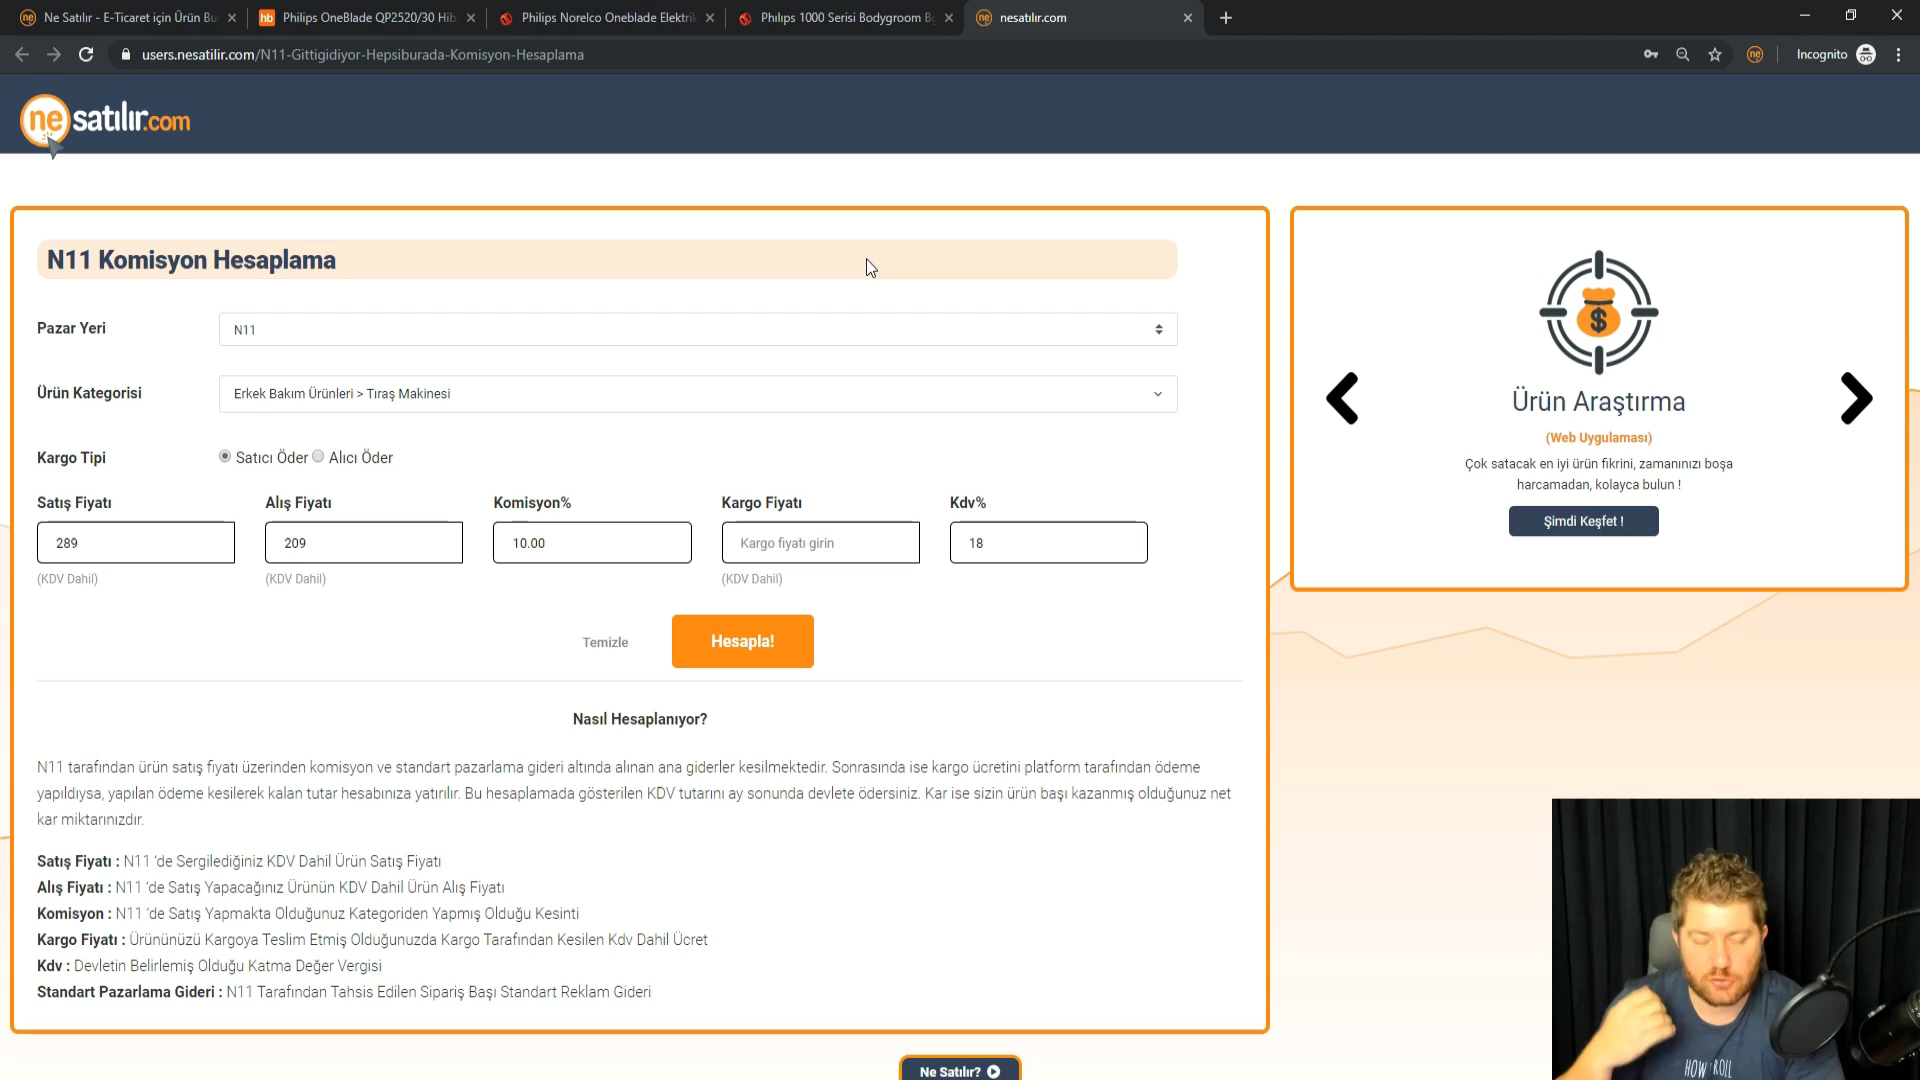 Ne Satılır - E-Ticaret için Ürün Bu
Philips OneBlade QP2520/30 Hib
Philips Norelco Oneblade Elektrik
Philips 1000 Serisi Bodygroom Bg
nesatılır.com
users.nesatilir.com/N11-Gittigidiyor-Hepsiburada-Komisyon-Hesaplama
Incognito
ne satılır.com
N11 Komisyon Hesaplama
Pazar Yeri
N11
Ürün Kategorisi
Erkek Bakım Ürünleri > Tıraş Makinesi
Kargo Tipi
Satıcı Öder Alıcı Öder
Satış Fiyatı Alış Fiyatı Komisyon% Kargo Fiyatı Kdv%
289 209 10.00 Kargo fiyatı girin 18
(KDV Dahil) (KDV Dahil) (KDV Dahil)
Temizle Hesapla!
Nasıl Hesaplanıyor?
N11 tarafından ürün satış fiyatı üzerinden komisyon ve standart pazarlama gideri altında alınan ana giderler kesilmektedir. Sonrasında ise kargo ücretini platform tarafından ödeme
yapıldıysa, yapılan ödeme kesilerek kalan tutar hesabınıza yatırılır. Bu hesaplamada gösterilen KDV tutarını ay sonunda devlete ödersiniz. Kar ise sizin ürün başı kazanmış olduğunuz net
kar miktarınızdır.
Satış Fiyatı : N11 'de Sergilediğiniz KDV Dahil Ürün Satış Fiyatı
Alış Fiyatı : N11 'de Satış Yapacağınız Ürünün KDV Dahil Ürün Alış Fiyatı
Komisyon : N11 'de Satış Yapmakta Olduğunuz Kategoriden Yapmış Olduğu Kesinti
Kargo Fiyatı : Ürününüzü Kargoya Teslim Etmiş Olduğunuzda Kargo Tarafından Kesilen Kdv Dahil Ücret
Kdv : Devletin Belirlemiş Olduğu Katma Değer Vergisi
Standart Pazarlama Gideri : N11 Tarafından Tahsis Edilen Sipariş Başı Standart Reklam Gideri
Ne Satılır?
Ürün Araştırma
(Web Uygulaması)
Çok satacak en iyi ürün fikrini, zamanınızı boşa
harcamadan, kolayca bulun !
Şimdi Keşfet !